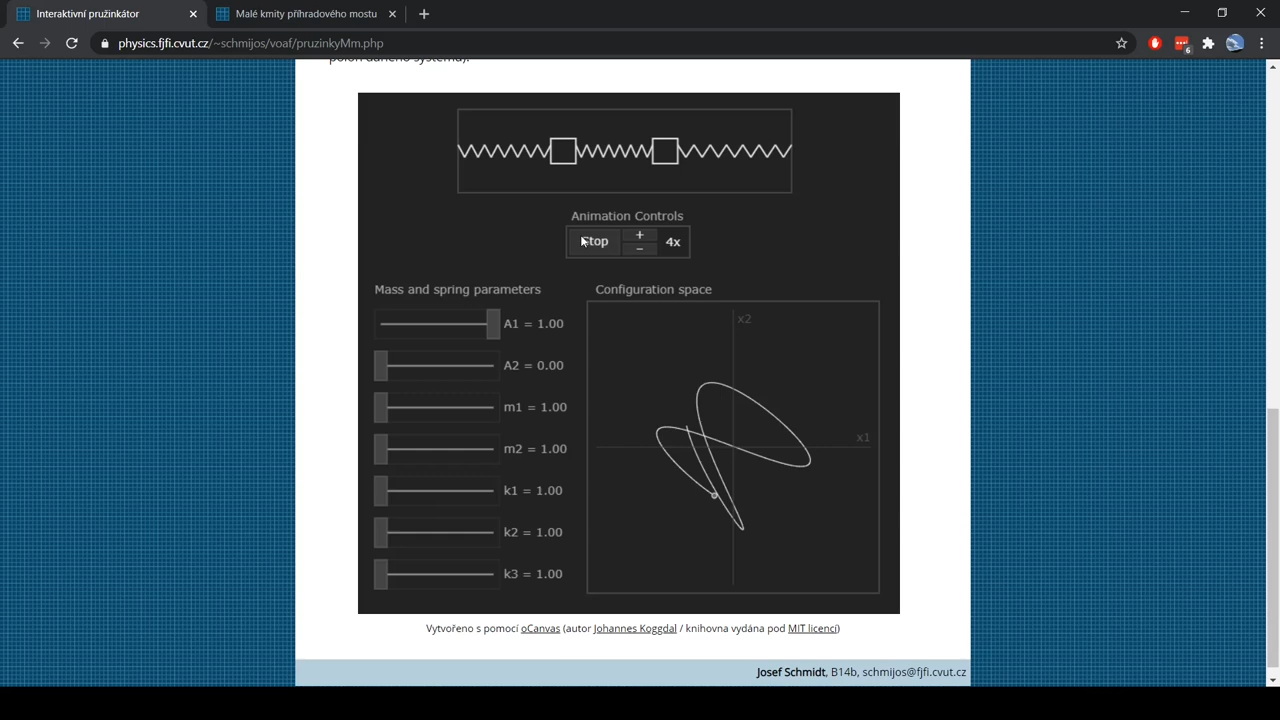 Interaktivní pružinkátor
Malé kmity příhradového mostu
physics.fjfi.cvut.cz/~schmijos/voaf/pruzinkyMm.php
6
Animation Controls
Stop
+
−
4x
Mass and spring parameters
Configuration space
A1 = 1.00
x2
A2 = 0.00
m1 = 1.00
x1
m2 = 1.00
k1 = 1.00
k2 = 1.00
k3 = 1.00
Vytvořeno s pomocí oCanvas (autor Johannes Koggdal / knihovna vydána pod MIT licencí)
Josef Schmidt, B14b, schmijos@fjfi.cvut.cz